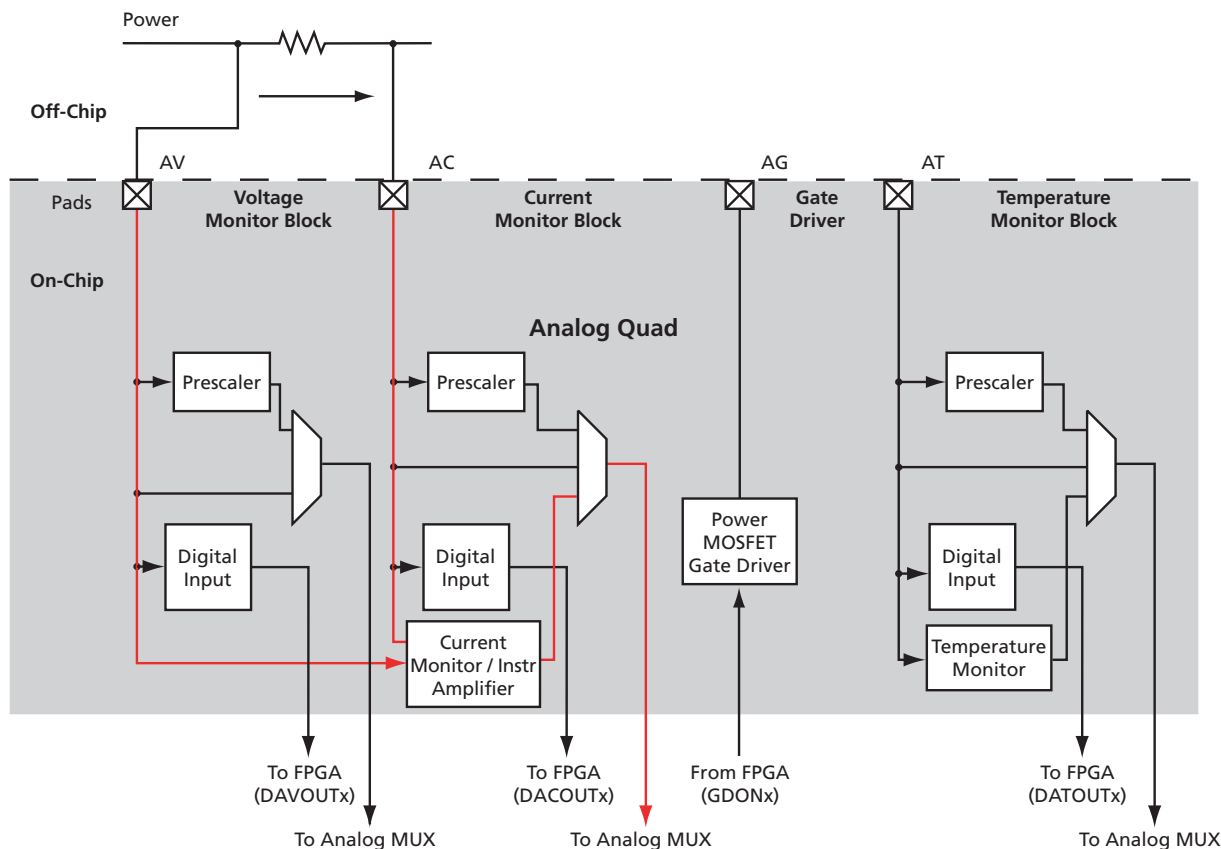 Power
Off-Chip
AV
AC
AG
AT
Pads
Voltage
Monitor Block
Current
Monitor Block
Gate
Driver
Temperature
Monitor Block
On-Chip
Analog Quad
Prescaler
Prescaler
Prescaler
Power
MOSFET
Gate Driver
Digital
Input
Digital
Input
Digital
Input
Current
Monitor / Instr
Amplifier
Temperature
Monitor
To FPGA
(DAVOUTx)
To FPGA
(DACOUTx)
From FPGA
(GDONx)
To FPGA
(DATOUTx)
To Analog MUX
To Analog MUX
To Analog MUX